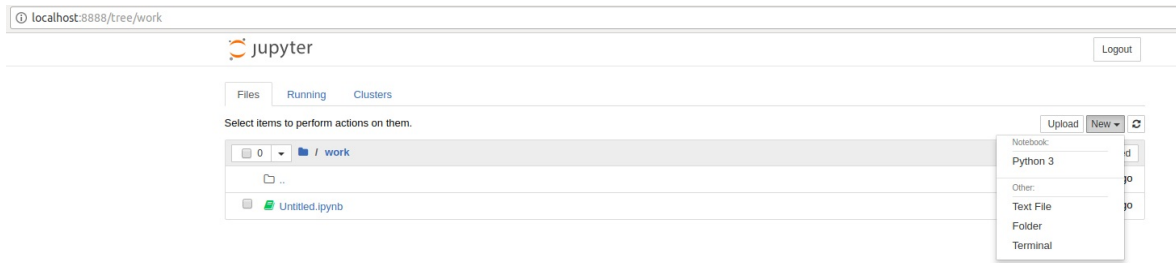 localhost:8888/tree/work
jupyter
Logout
Files Running Clusters
Select items to perform actions on them.
Upload New
0 / work
Notebook:
Python 3
..
Other:
Untitled.ipynb
Text File
Folder
Terminal